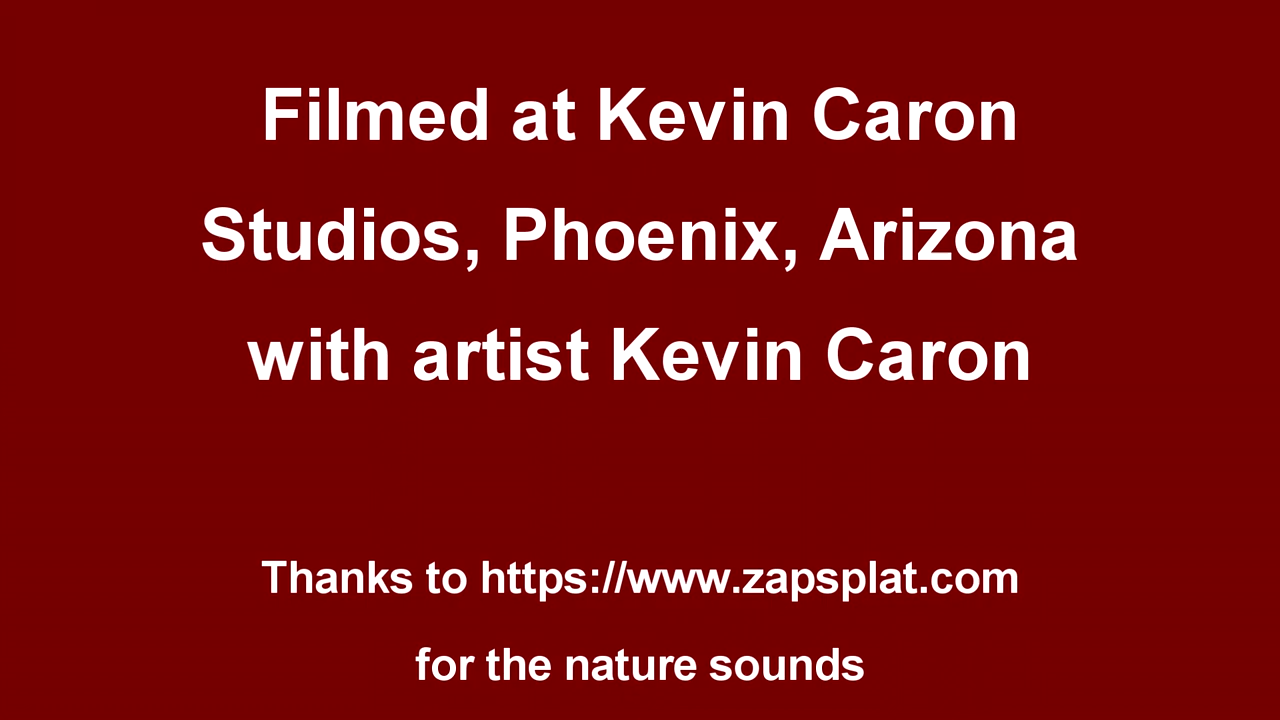 Filmed at Kevin Caron
Studios, Phoenix, Arizona
with artist Kevin Caron
Thanks to https://www.zapsplat.com
for the nature sounds